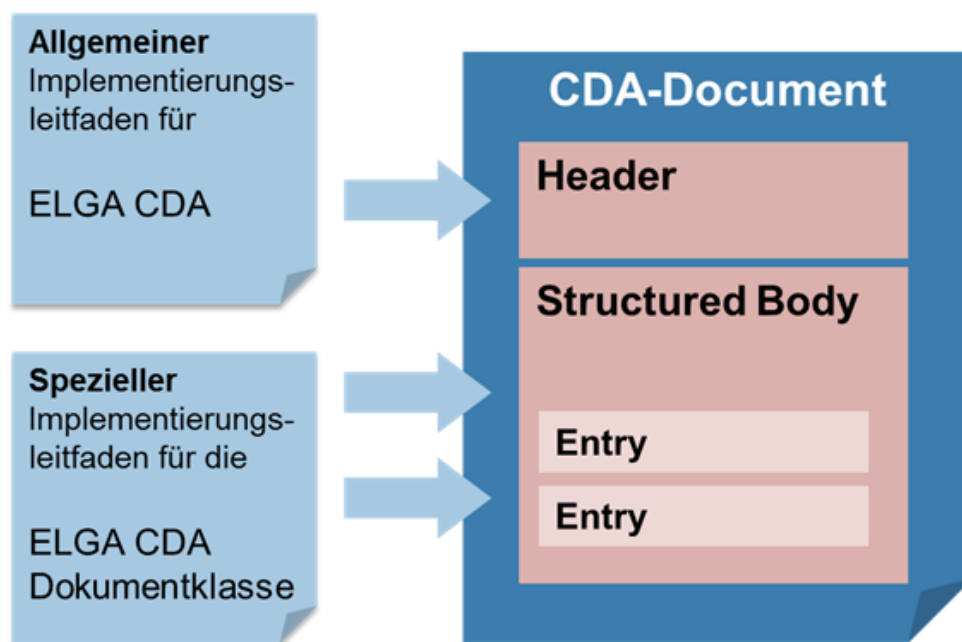 Allgemeiner
Implementierungs-
leitfaden für
ELGA CDA
Spezieller
Implementierungs-
leitfaden für die
ELGA CDA
Dokumentklasse
CDA-Document
Header
Structured Body
Entry
Entry